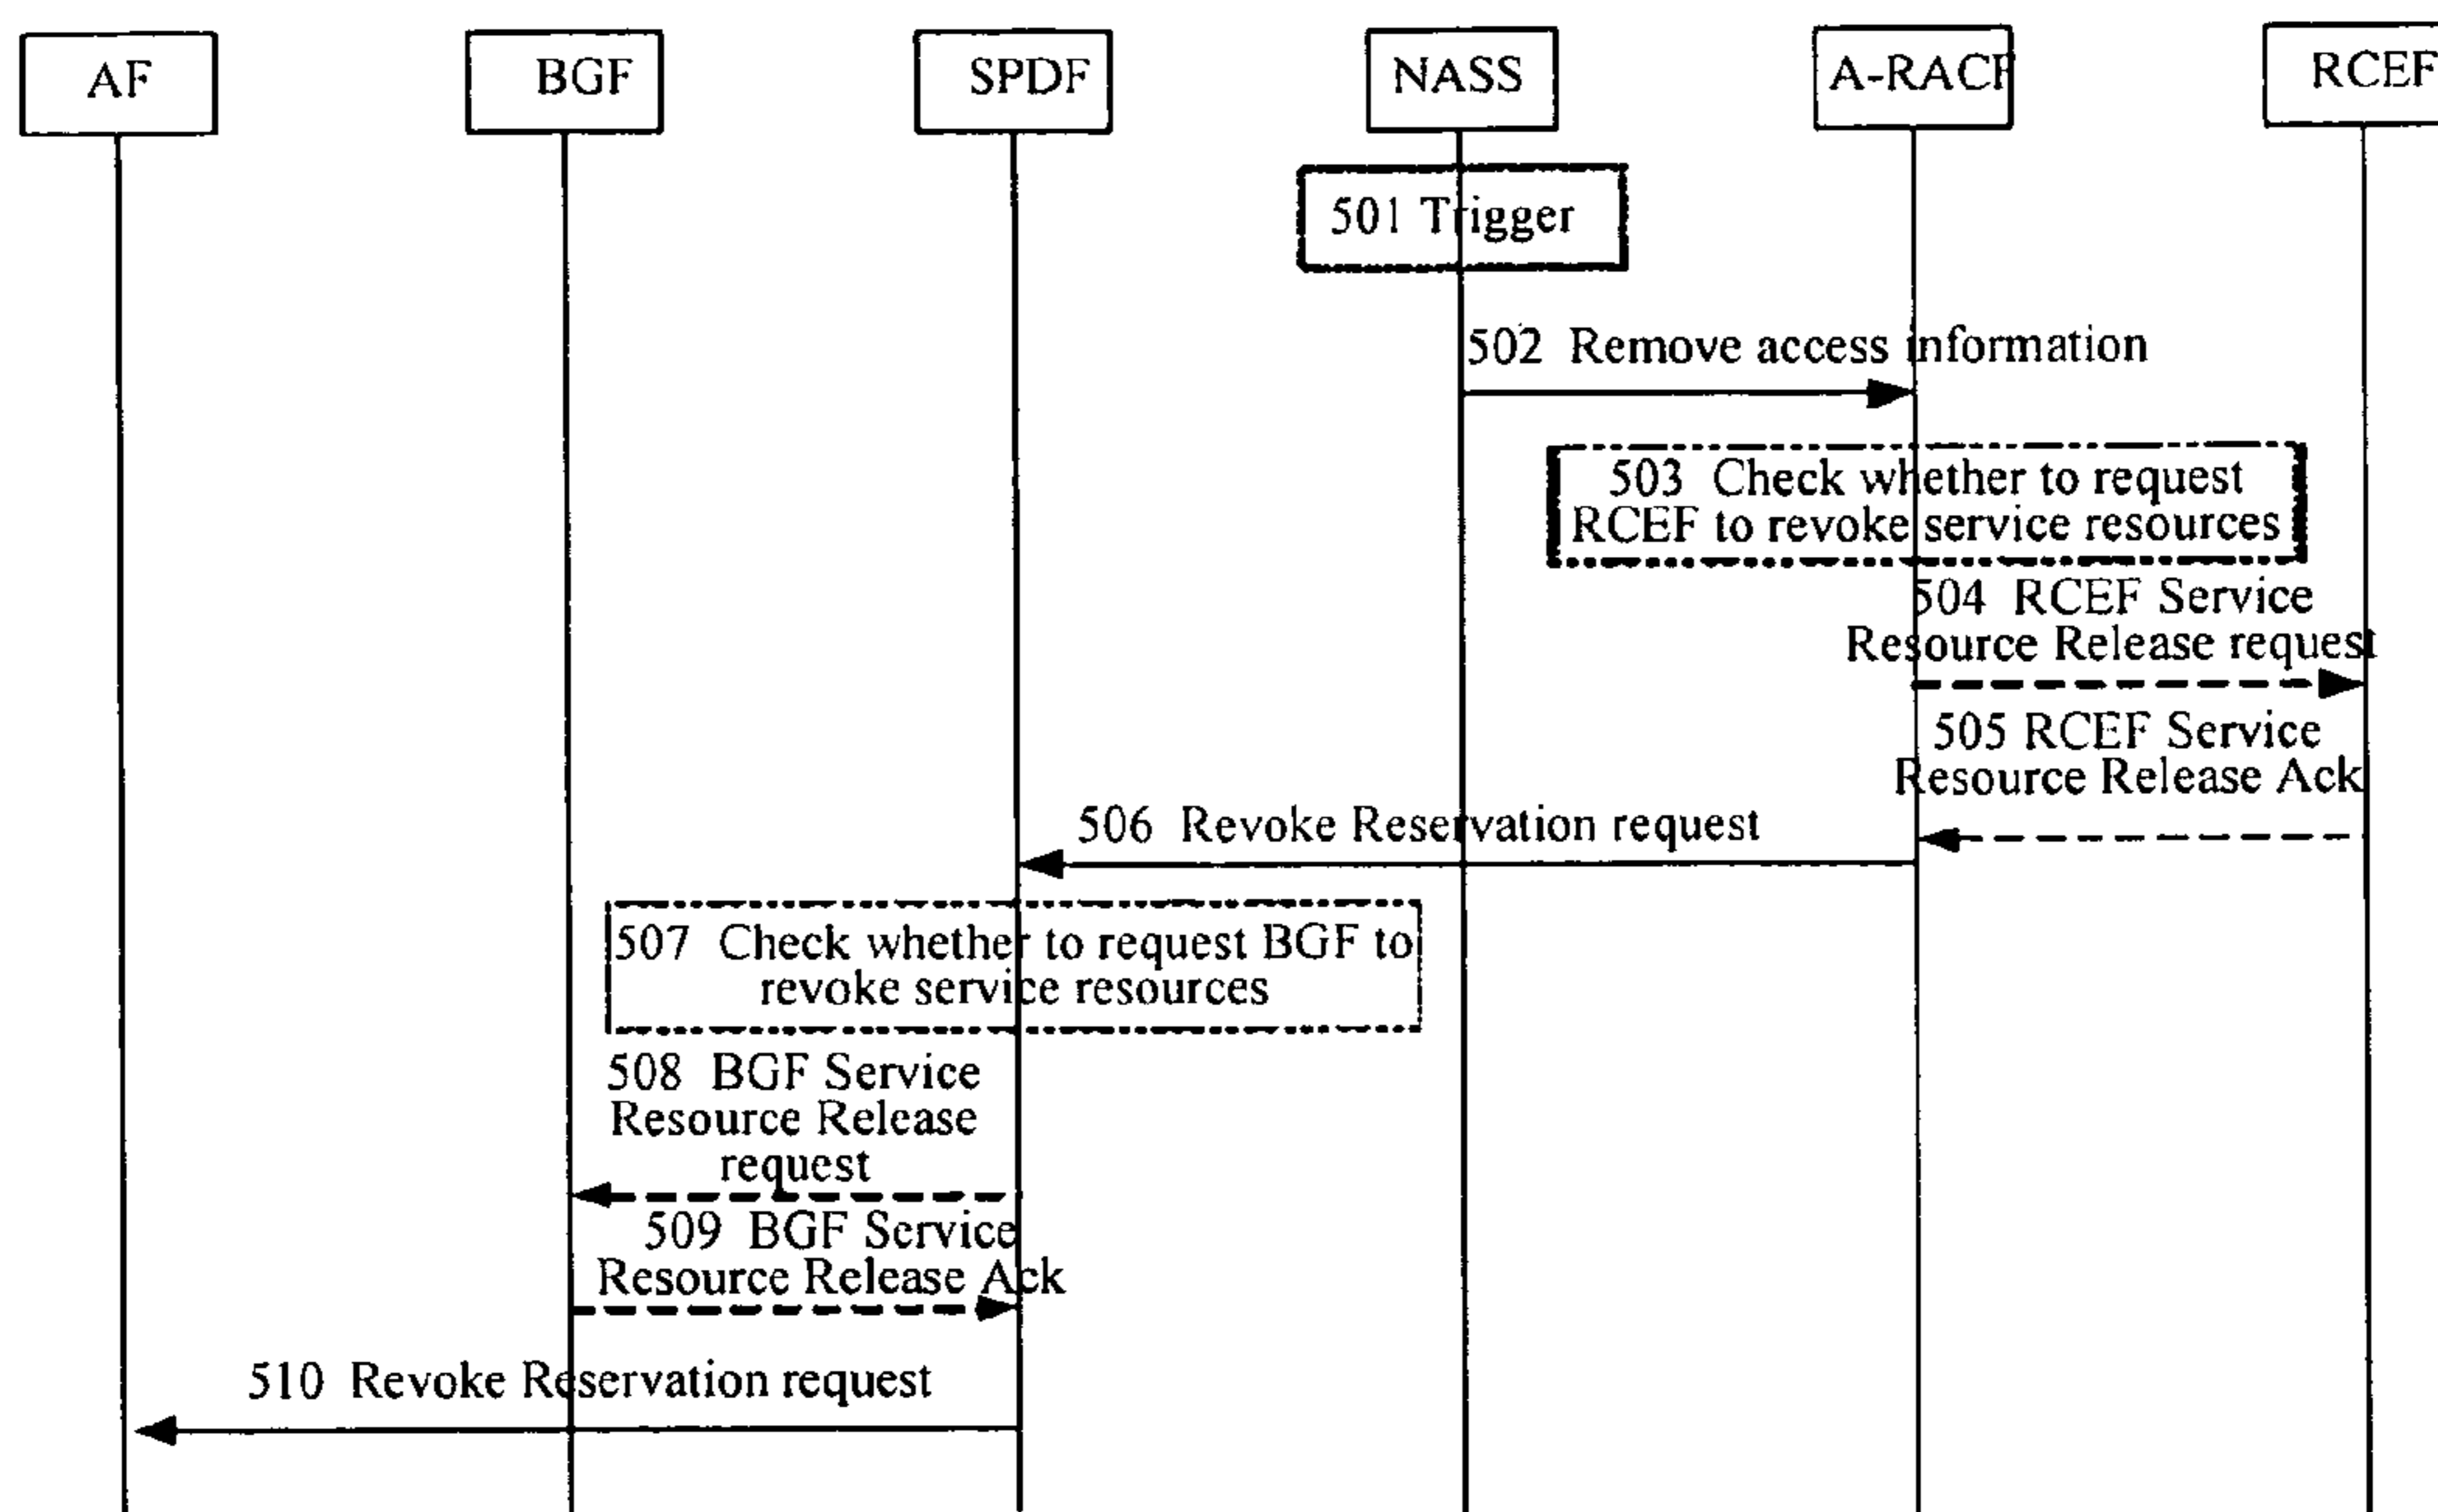 AF
BGF
SPDF
NASS
A-RACF
RCEF
501 Trigger
502 Remove access information
503 Check whether to request
RCEF to revoke service resources
504 RCEF Service
Resource Release request
505 RCEF Service
Resource Release Ack
506 Revoke Reservation request
507 Check whether to request BGF to
revoke service resources
508 BGF Service
Resource Release
request
509 BGF Service
Resource Release Ack
510 Revoke Reservation request